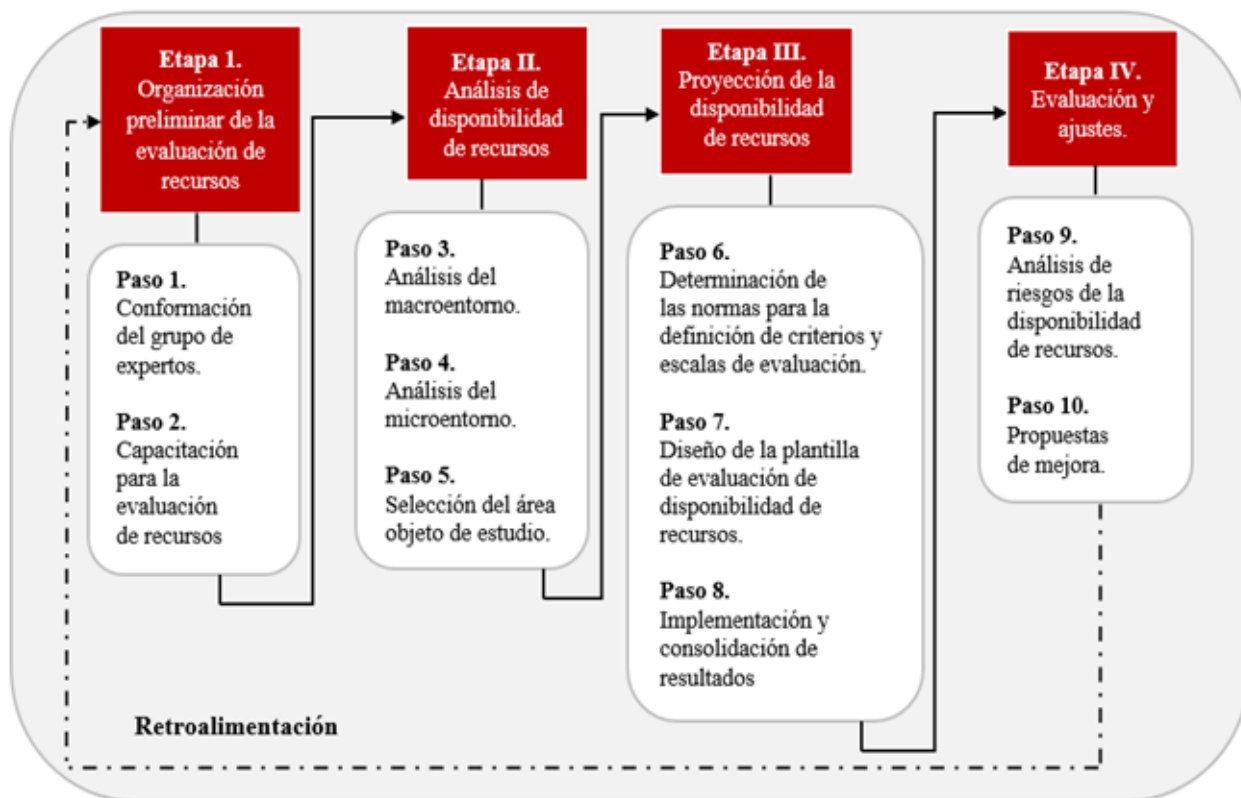 Etapa 1.
Organización
preliminar de la
evaluación de
recursos
Paso 1.
Conformación
del grupo de
expertos.
Paso 2.
Capacitación
para la
evaluación
de recursos
Etapa II.
Análisis de
disponibilidad
de recursos
Paso 3.
Análisis del
macroentorno.
Paso 4.
Análisis del
microentorno.
Paso 5.
Selección del área
objeto de estudio.
Etapa III.
Proyección de la
disponibilidad
de recursos
Paso 6.
Determinación de
las normas para la
definición de criterios y
escalas de evaluación.
Paso 7.
Diseño de la plantilla
de evaluación de
disponibilidad de
recursos.
Paso 8.
Implementación y
consolidación de
resultados
Etapa IV.
Evaluación y
ajustes.
Paso 9.
Análisis de
riesgos de la
disponibilidad
de recursos.
Paso 10.
Propuestas
de mejora.
Retroalimentación